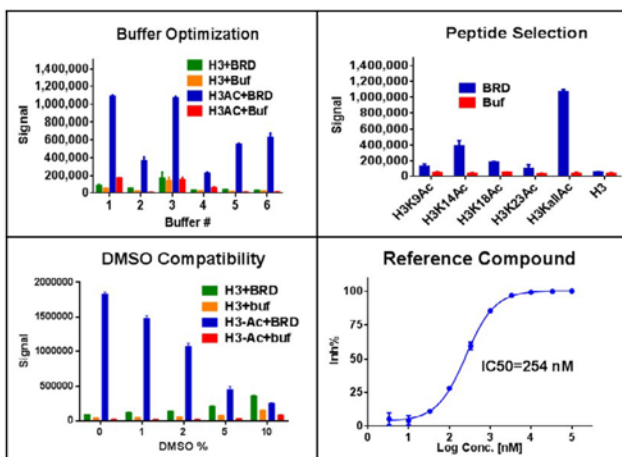 Buffer Optimization
1,400,000
1,200,000
1,000,000
800,000
600,000
400,000
200,000
0
Signal
H3+BRD
H3+Buf
H3AC+BRD
H3AC+Buf
1 2 3 4 5 6
Buffer #
Peptide Selection
1,400,000
1,200,000
1,000,000
800,000
600,000
400,000
200,000
0
Signal
BRD
Buf
H3K9Ac
H3K14Ac
H3K18Ac
H3K23Ac
H3KallAc
H3
DMSO Compatibility
2000000
1500000
1000000
500000
0
Signal
H3+BRD
H3+buf
H3-Ac+BRD
H3-Ac+buf
0 1 2 5 10
DMSO %
Reference Compound
100
75
50
25
0
Inh%
IC50=254 nM
0 1 2 3 4 5
Log Conc. [nM]